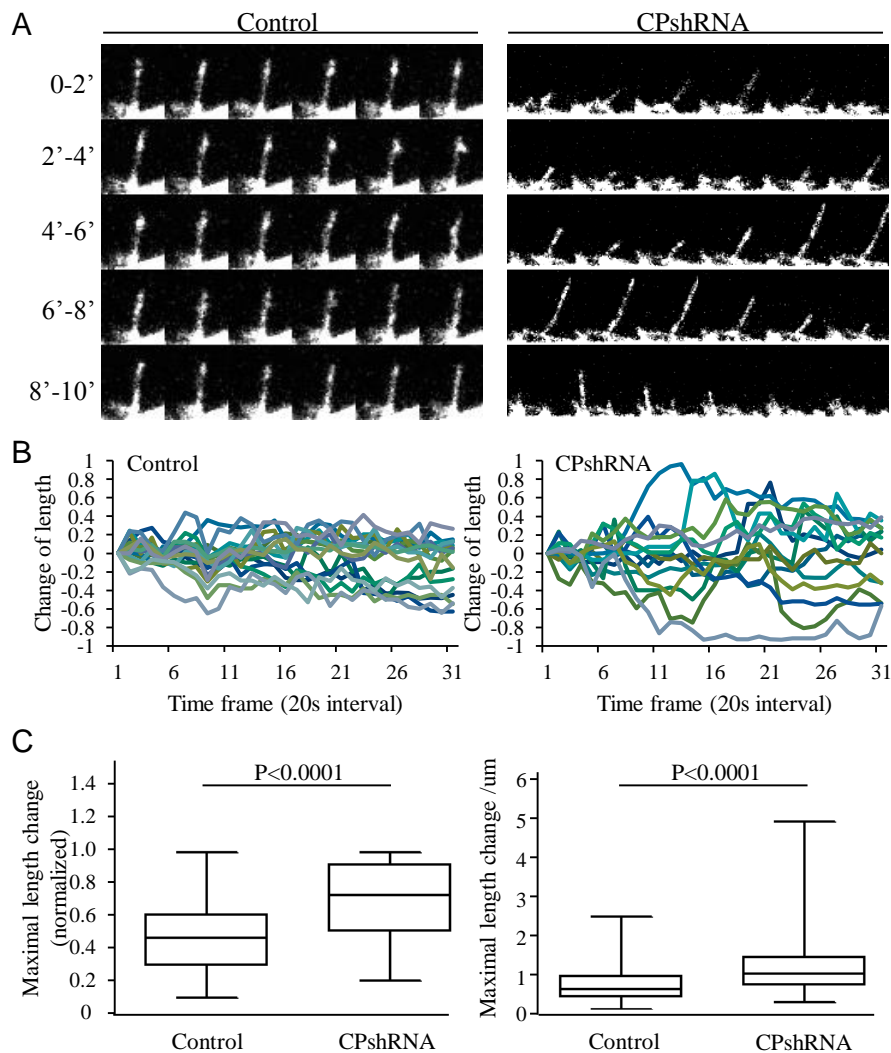 A
Control
CPshRNA
0-2’
2’-4’
4’-6’
6’-8’
8’-10’
B
Control
CPshRNA
Change of length
1
0.8
0.6
0.4
0.2
0
-0.2
-0.4
-0.6
-0.8
-1
1 6 11 16 21 26 31
Time frame (20s interval)
Change of length
1
0.8
0.6
0.4
0.2
0
-0.2
-0.4
-0.6
-0.8
-1
1 6 11 16 21 26 31
Time frame (20s interval)
C
Maximal length change
(normalized)
1.4
1.2
1.0
0.8
0.6
0.4
0.2
0
P<0.0001
Control CPshRNA
Maximal length change /um
6
5
4
3
2
1
0
P<0.0001
Control CPshRNA